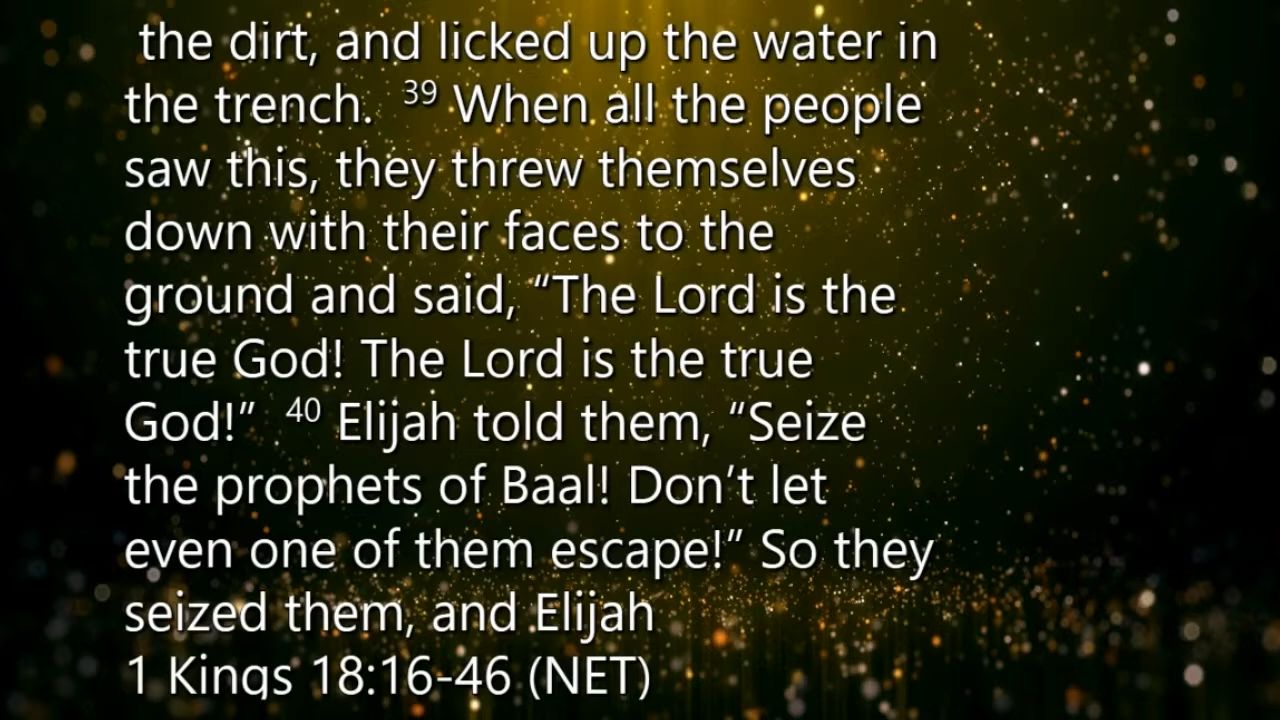 the dirt, and licked up the water in
the trench. 39 When all the people
saw this, they threw themselves
down with their faces to the
ground and said, “The Lord is the
true God! The Lord is the true
God!” 40 Elijah told them, “Seize
the prophets of Baal! Don’t let
even one of them escape!” So they
seized them, and Elijah
1 Kings 18:16-46 (NET)